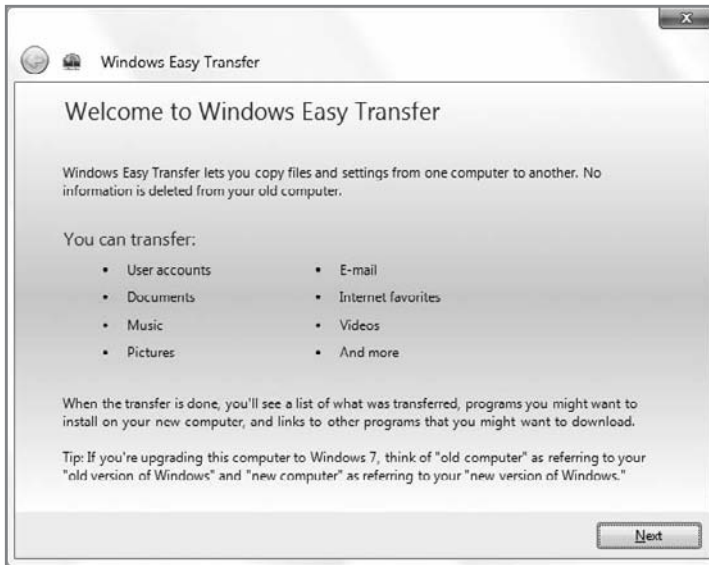 X
Windows Easy Transfer
Welcome to Windows Easy Transfer
Windows Easy Transfer lets you copy files and settings from one computer to another. No
information is deleted from your old computer.
You can transfer:
• User accounts
• Documents
• Music
• Pictures
• E-mail
• Internet favorites
• Videos
• And more
When the transfer is done, you'll see a list of what was transferred, programs you might want to
install on your new computer, and links to other programs that you might want to download.
Tip: If you're upgrading this computer to Windows 7, think of "old computer" as referring to your
"old version of Windows" and "new computer" as referring to your "new version of Windows."
Next